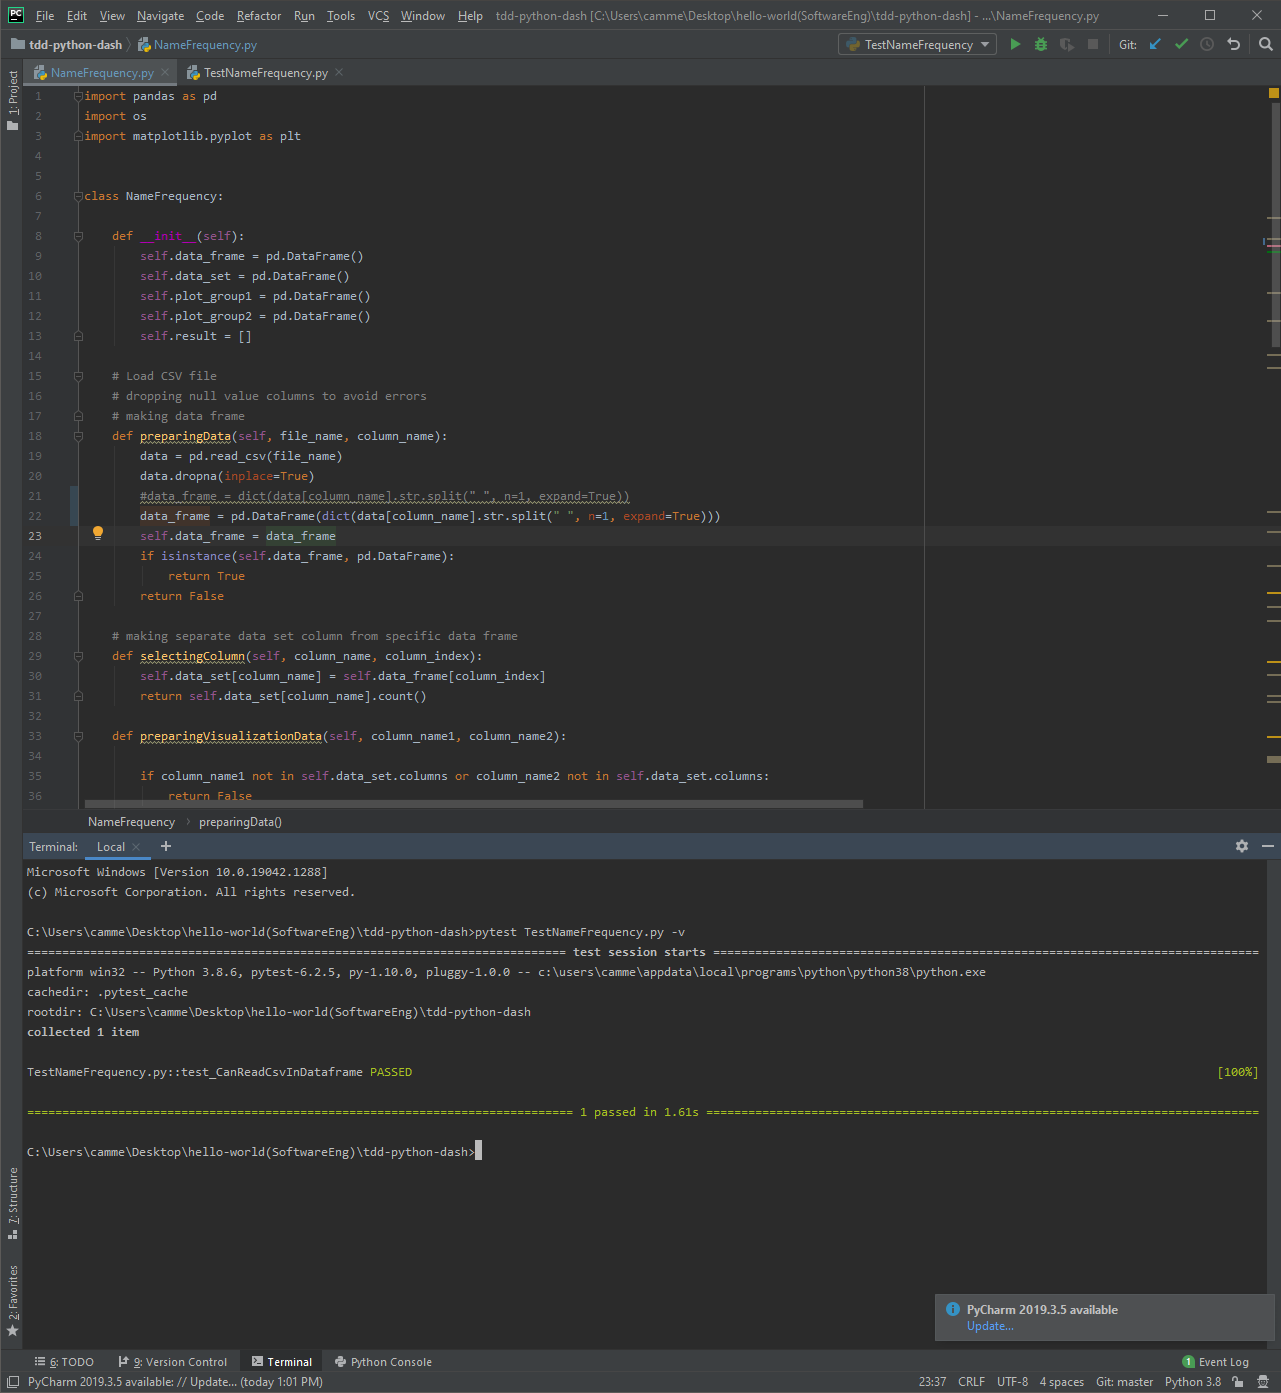 PC File Edit View Navigate Code Refactor Run Tools VCS Window Help tdd-python-dash [C:\Users\camme\Desktop\hello-world(SoftwareEng)\tdd-python-dash] - ...\NameFrequency.py
tdd-python-dash NameFrequency.py TestNameFrequency Git:
NameFrequency.py TestNameFrequency.py
1: Project
1 import pandas as pd
2 import os
3 import matplotlib.pyplot as plt
4
5
6 class NameFrequency:
7
8 def __init__(self):
9 self.data_frame = pd.DataFrame()
10 self.data_set = pd.DataFrame()
11 self.plot_group1 = pd.DataFrame()
12 self.plot_group2 = pd.DataFrame()
13 self.result = []
14
15 # Load CSV file
16 # dropping null value columns to avoid errors
17 # making data frame
18 def preparingData(self, file_name, column_name):
19 data = pd.read_csv(file_name)
20 data.dropna(inplace=True)
21 #data_frame = dict(data[column_name].str.split(" ", n=1, expand=True))
22 data_frame = pd.DataFrame(dict(data[column_name].str.split(" ", n=1, expand=True)))
23 self.data_frame = data_frame
24 if isinstance(self.data_frame, pd.DataFrame):
25 return True
26 return False
27
28 # making separate data set column from specific data frame
29 def selectingColumn(self, column_name, column_index):
30 self.data_set[column_name] = self.data_frame[column_index]
31 return self.data_set[column_name].count()
32
33 def preparingVisualizationData(self, column_name1, column_name2):
34
35 if column_name1 not in self.data_set.columns or column_name2 not in self.data_set.columns:
36 return False
NameFrequency preparingData()
Terminal: Local +
Microsoft Windows [Version 10.0.19042.1288]
(c) Microsoft Corporation. All rights reserved.
C:\Users\camme\Desktop\hello-world(SoftwareEng)\tdd-python-dash>pytest TestNameFrequency.py -v
============================================================================= test session starts ==============================================================================
platform win32 -- Python 3.8.6, pytest-6.2.5, py-1.10.0, pluggy-1.0.0 -- c:\users\camme\appdata\local\programs\python\python38\python.exe
cachedir: .pytest_cache
rootdir: C:\Users\camme\Desktop\hello-world(SoftwareEng)\tdd-python-dash
collected 1 item
TestNameFrequency.py::test_CanReadCsvInDataframe PASSED [100%]
============================================================================== 1 passed in 1.61s ===============================================================================
C:\Users\camme\Desktop\hello-world(SoftwareEng)\tdd-python-dash>
7: Structure
2: Favorites
PyCharm 2019.3.5 available
Update...
6: TODO 9: Version Control Terminal Python Console 1 Event Log
PyCharm 2019.3.5 available: // Update... (today 1:01 PM) 23:37 CRLF UTF-8 4 spaces Git: master Python 3.8